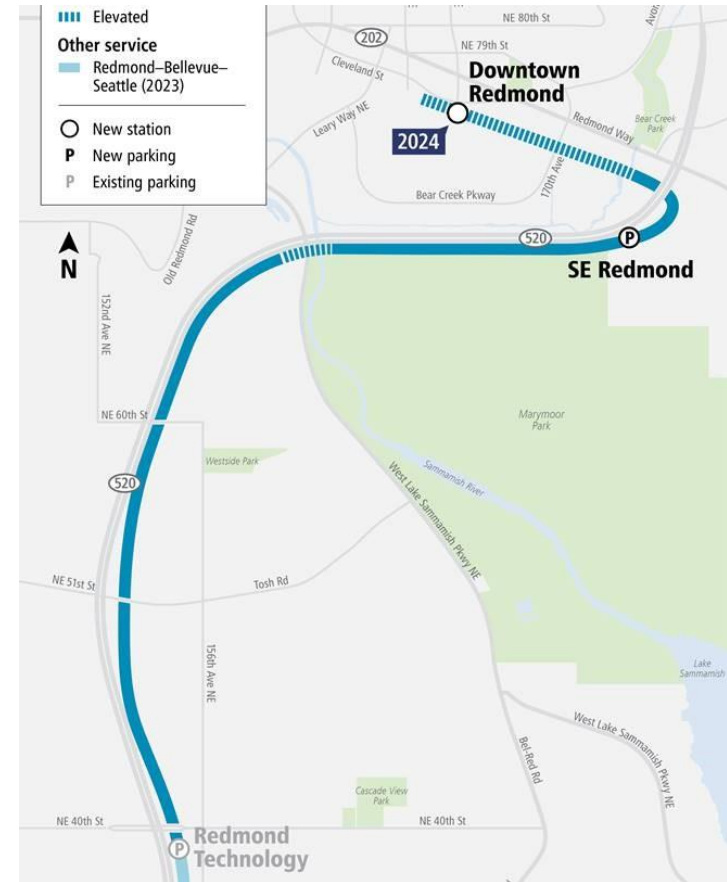 Elevated
Other service
Redmond–Bellevue–
Seattle (2023)
New station
P New parking
P Existing parking
N
NE 80th St
202
NE 79th St
Cleveland St
Downtown
Redmond
Leary Way NE
2024
Redmond Way
Bear Creek
Park
170th Ave
Bear Creek Pkwy
520
P
SE Redmond
Old Redmond Rd
152nd Ave NE
NE 60th St
Marymoor
Park
Westside Park
520
Sammamish River
West Lake Sammamish Pkwy NE
NE 51st St
Tosh Rd
156th Ave NE
Lake
Sammamish
West Lake Sammamish Pkwy NE
Bel-Red Rd
Cascade View
Park
NE 40th St
NE 40th St
P
Redmond
Technology